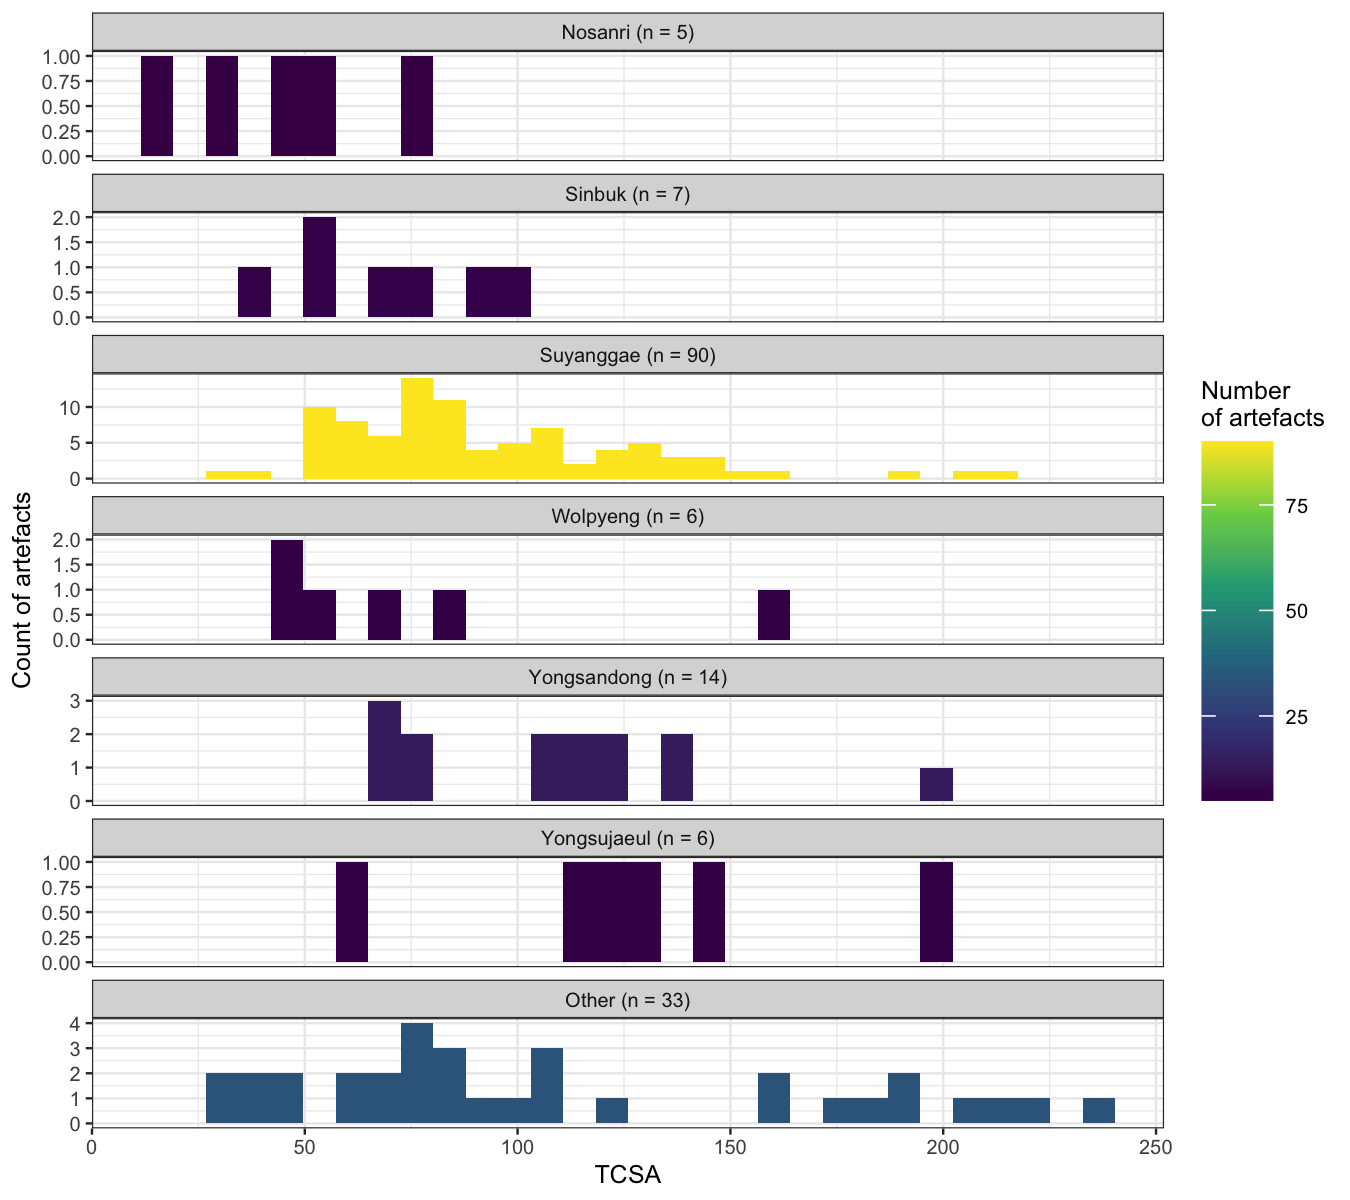 Nosanri (n = 5)
1.00
0.75
0.50
0.25
0.00
Sinbuk (n = 7)
2.0
1.5
1.0
0.5
0.0
Suyanggae (n = 90)
10
5
0
Wolpyeng (n = 6)
2.0
1.5
1.0
0.5
0.0
Yongsandong (n = 14)
3
2
1
0
Yongsujaeul (n = 6)
1.00
0.75
0.50
0.25
0.00
Other (n = 33)
4
3
2
1
0
0 50 100 150 200 250
TCSA
Count of artefacts
Number
of artefacts
75
50
25